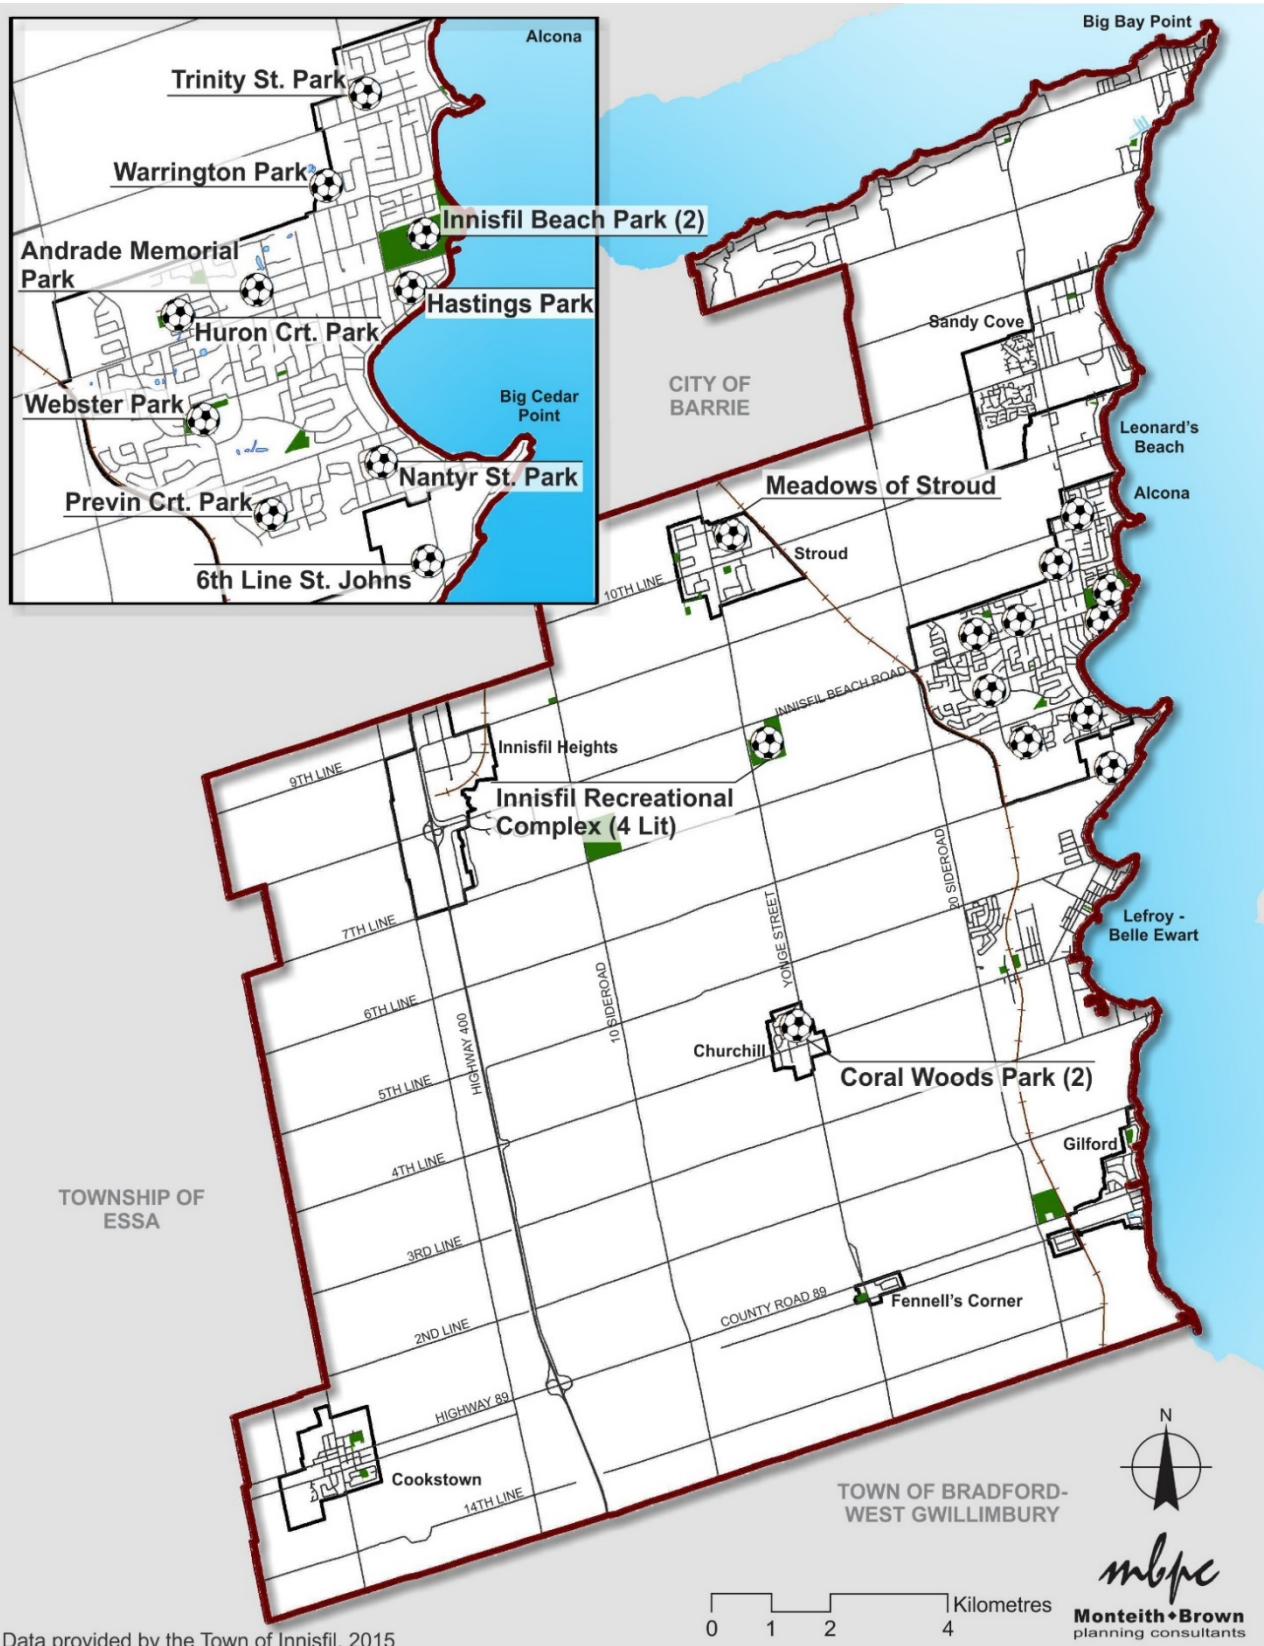 Big Bay Point
Alcona
Trinity St. Park
Warrington Park
Innisfil Beach Park (2)
Andrade Memorial
Park
Hastings Park
Huron Crt. Park
Webster Park
Big Cedar
Point
Nantyr St. Park
Previn Crt. Park
6th Line St. Johns
Sandy Cove
CITY OF
BARRIE
Leonard's
Beach
Alcona
Meadows of Stroud
Stroud
10TH LINE
INNISFIL BEACH ROAD
Innisfil Heights
9TH LINE
Innisfil Recreational
Complex (4 Lit)
20 SIDEROAD
YONGE STREET
7TH LINE
Lefroy -
Belle Ewart
10 SIDEROAD
6TH LINE
HIGHWAY 400
Churchill
Coral Woods Park (2)
5TH LINE
4TH LINE
Gilford
TOWNSHIP OF
ESSA
3RD LINE
COUNTY ROAD 89
Fennell's Corner
2ND LINE
HIGHWAY 89
Cookstown
14TH LINE
TOWN OF BRADFORD-
WEST GWILLIMBURY
N
mbpc
Monteith♦Brown
planning consultants
Kilometres
0 1 2 4
Data provided by the Town of Innisfil, 2015